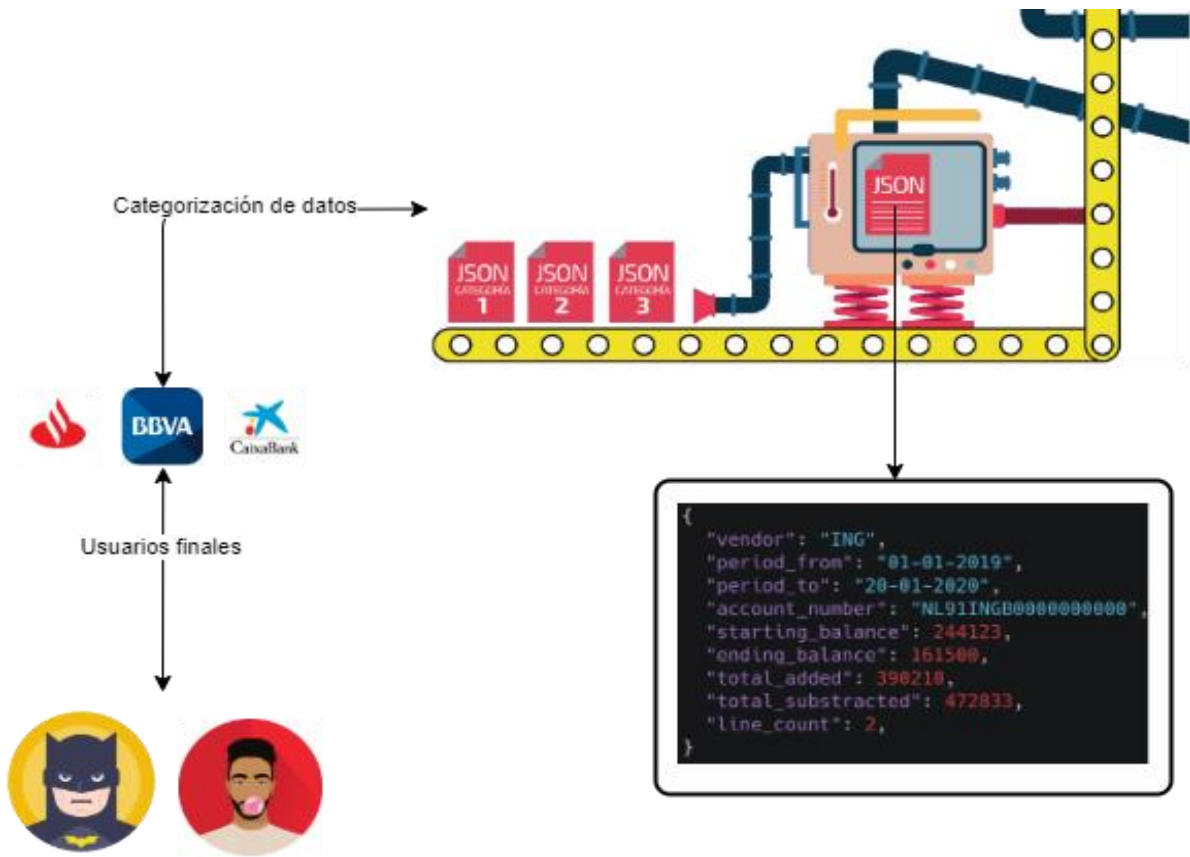 JSON
Categorización de datos
JSON
CATEGORÍA
1
JSON
CATEGORÍA
2
JSON
CATEGORÍA
3
BBVA
CaixaBank
Usuarios finales
{
"vendor": "ING",
"period_from": "01-01-2019",
"period_to": "20-01-2020",
"account_number": "NL91INGB0000000000",
"starting_balance": 244123,
"ending_balance": 161500,
"total_added": 390210,
"total_substracted": 472833,
"line_count": 2,
}